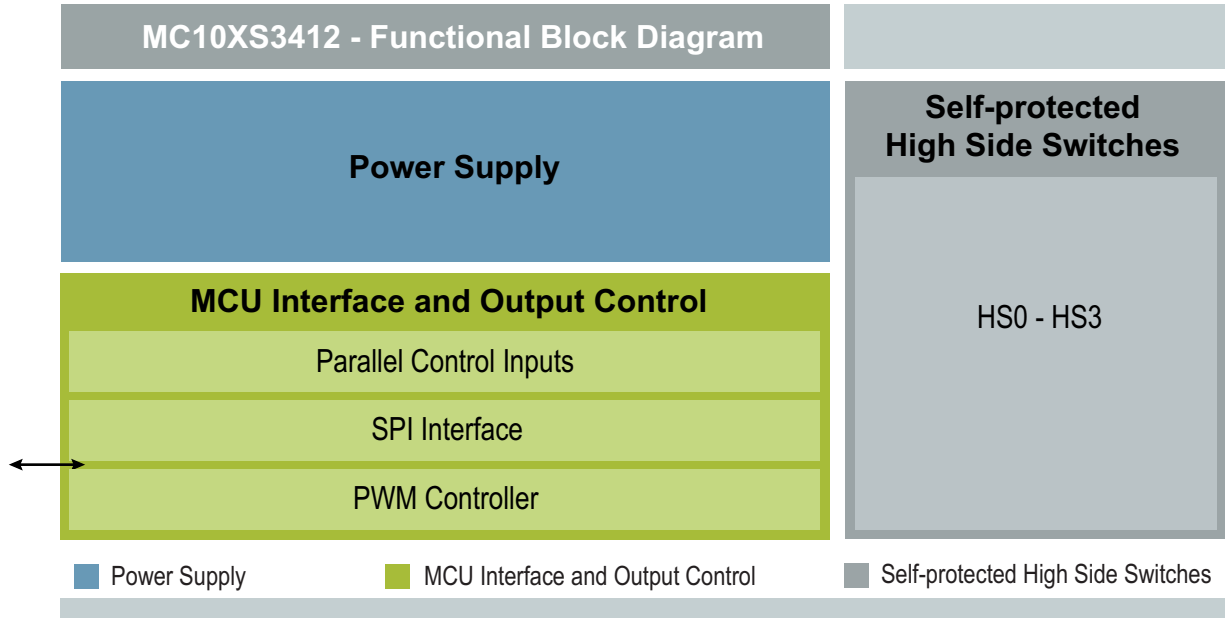 MC10XS3412 - Functional Block Diagram
Power Supply
MCU Interface and Output Control
Parallel Control Inputs
SPI Interface
PWM Controller
Self-protected
High Side Switches
HS0 - HS3
Power Supply
MCU Interface and Output Control
Self-protected High Side Switches